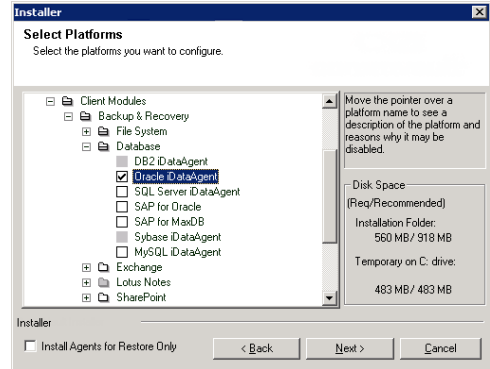 Installer
Select Platforms
Select the platforms you want to configure.
Client Modules
Backup & Recovery
File System
Database
DB2 iDataAgent
Oracle iDataAgent
SQL Server iDataAgent
SAP for Oracle
SAP for MaxDB
Sybase iDataAgent
MySQL iDataAgent
Exchange
Lotus Notes
SharePoint
Move the pointer over a
platform name to see a
description of the platform and
reasons why it may be
disabled.
Disk Space
(Req/Recommended)
Installation Folder:
560 MB/ 918 MB
Temporary on C: drive:
483 MB/ 483 MB
Installer
Install Agents for Restore Only
< Back
Next >
Cancel